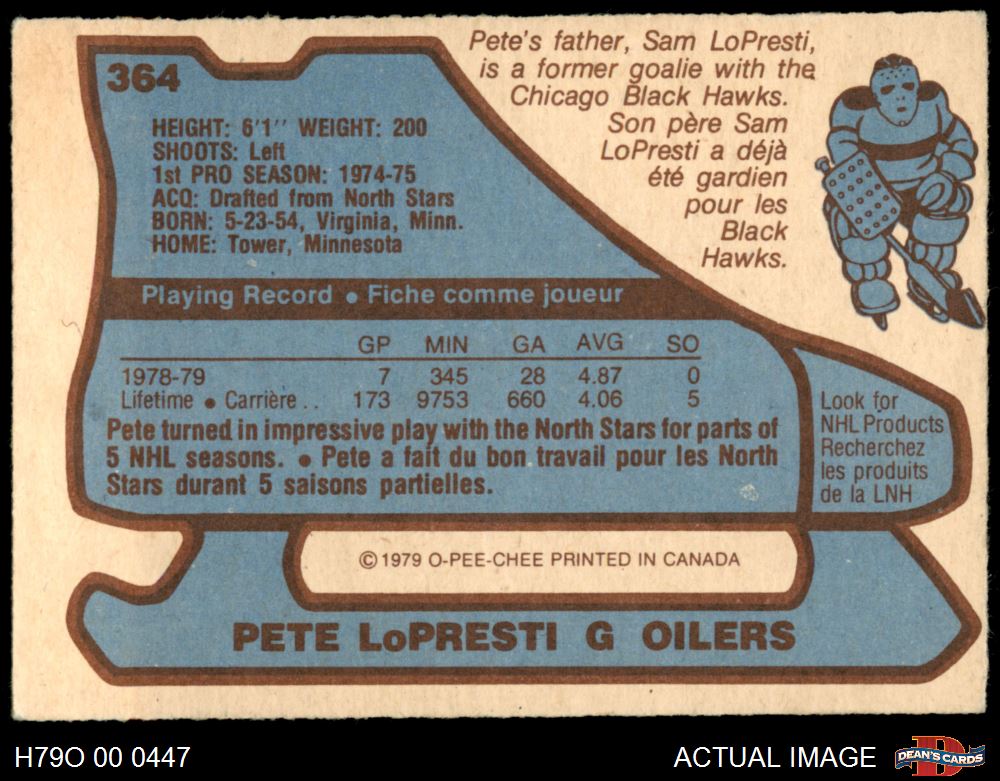 364
Pete's father, Sam LoPresti,
is a former goalie with the
Chicago Black Hawks.
Son père Sam
LoPresti a déjà
été gardien
pour les
Black
Hawks.
HEIGHT: 6'1'' WEIGHT: 200
SHOOTS: Left
1st PRO SEASON: 1974-75
ACQ: Drafted from North Stars
BORN: 5-23-54, Virginia, Minn.
HOME: Tower, Minnesota
Playing Record • Fiche comme joueur
GP MIN GA AVG SO
1978-79 7 345 28 4.87 0
Lifetime • Carrière . . 173 9753 660 4.06 5
Pete turned in impressive play with the North Stars for parts of
5 NHL seasons. • Pete a fait du bon travail pour les North
Stars durant 5 saisons partielles.
Look for
NHL Products
Recherchez
les produits
de la LNH
© 1979 O-PEE-CHEE PRINTED IN CANADA
PETE LoPRESTI G OILERS
H79O 00 0447
ACTUAL IMAGE
D
DEAN'S CARDS